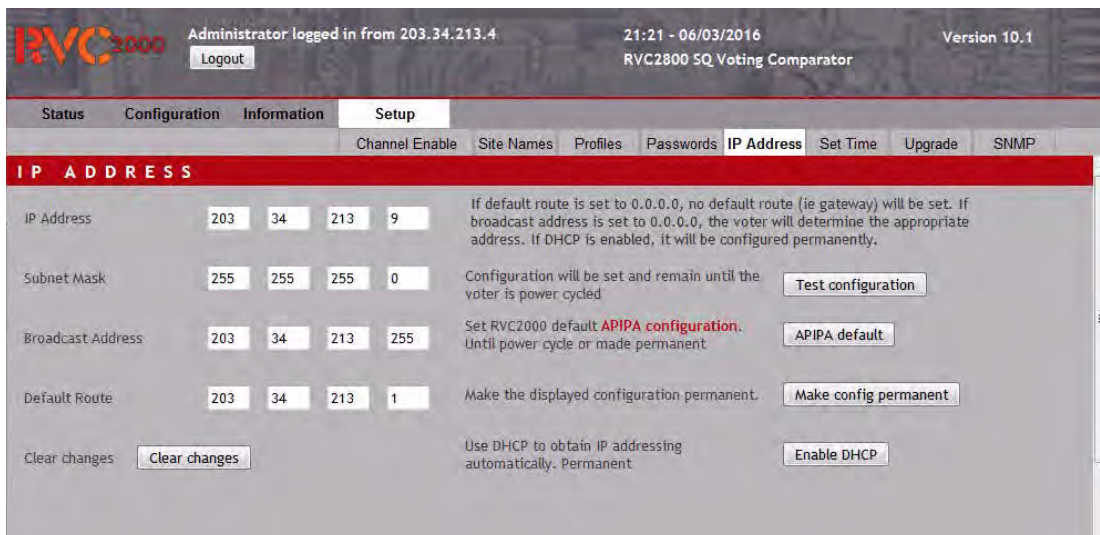 RVC2000
Administrator logged in from 203.34.213.4
21:21 - 06/03/2016
Version 10.1
Logout
RVC2800 SQ Voting Comparator
Status Configuration Information Setup
Channel Enable Site Names Profiles Passwords IP Address Set Time Upgrade SNMP
IP ADDRESS
IP Address 203 34 213 9
If default route is set to 0.0.0.0, no default route (ie gateway) will be set. If
broadcast address is set to 0.0.0.0, the voter will determine the appropriate
address. If DHCP is enabled, it will be configured permanently.
Subnet Mask 255 255 255 0
Configuration will be set and remain until the
voter is power cycled
Test configuration
Broadcast Address 203 34 213 255
Set RVC2000 default APIPA configuration.
Until power cycle or made permanent
APIPA default
Default Route 203 34 213 1
Make the displayed configuration permanent.
Make config permanent
Clear changes Clear changes
Use DHCP to obtain IP addressing
automatically. Permanent
Enable DHCP